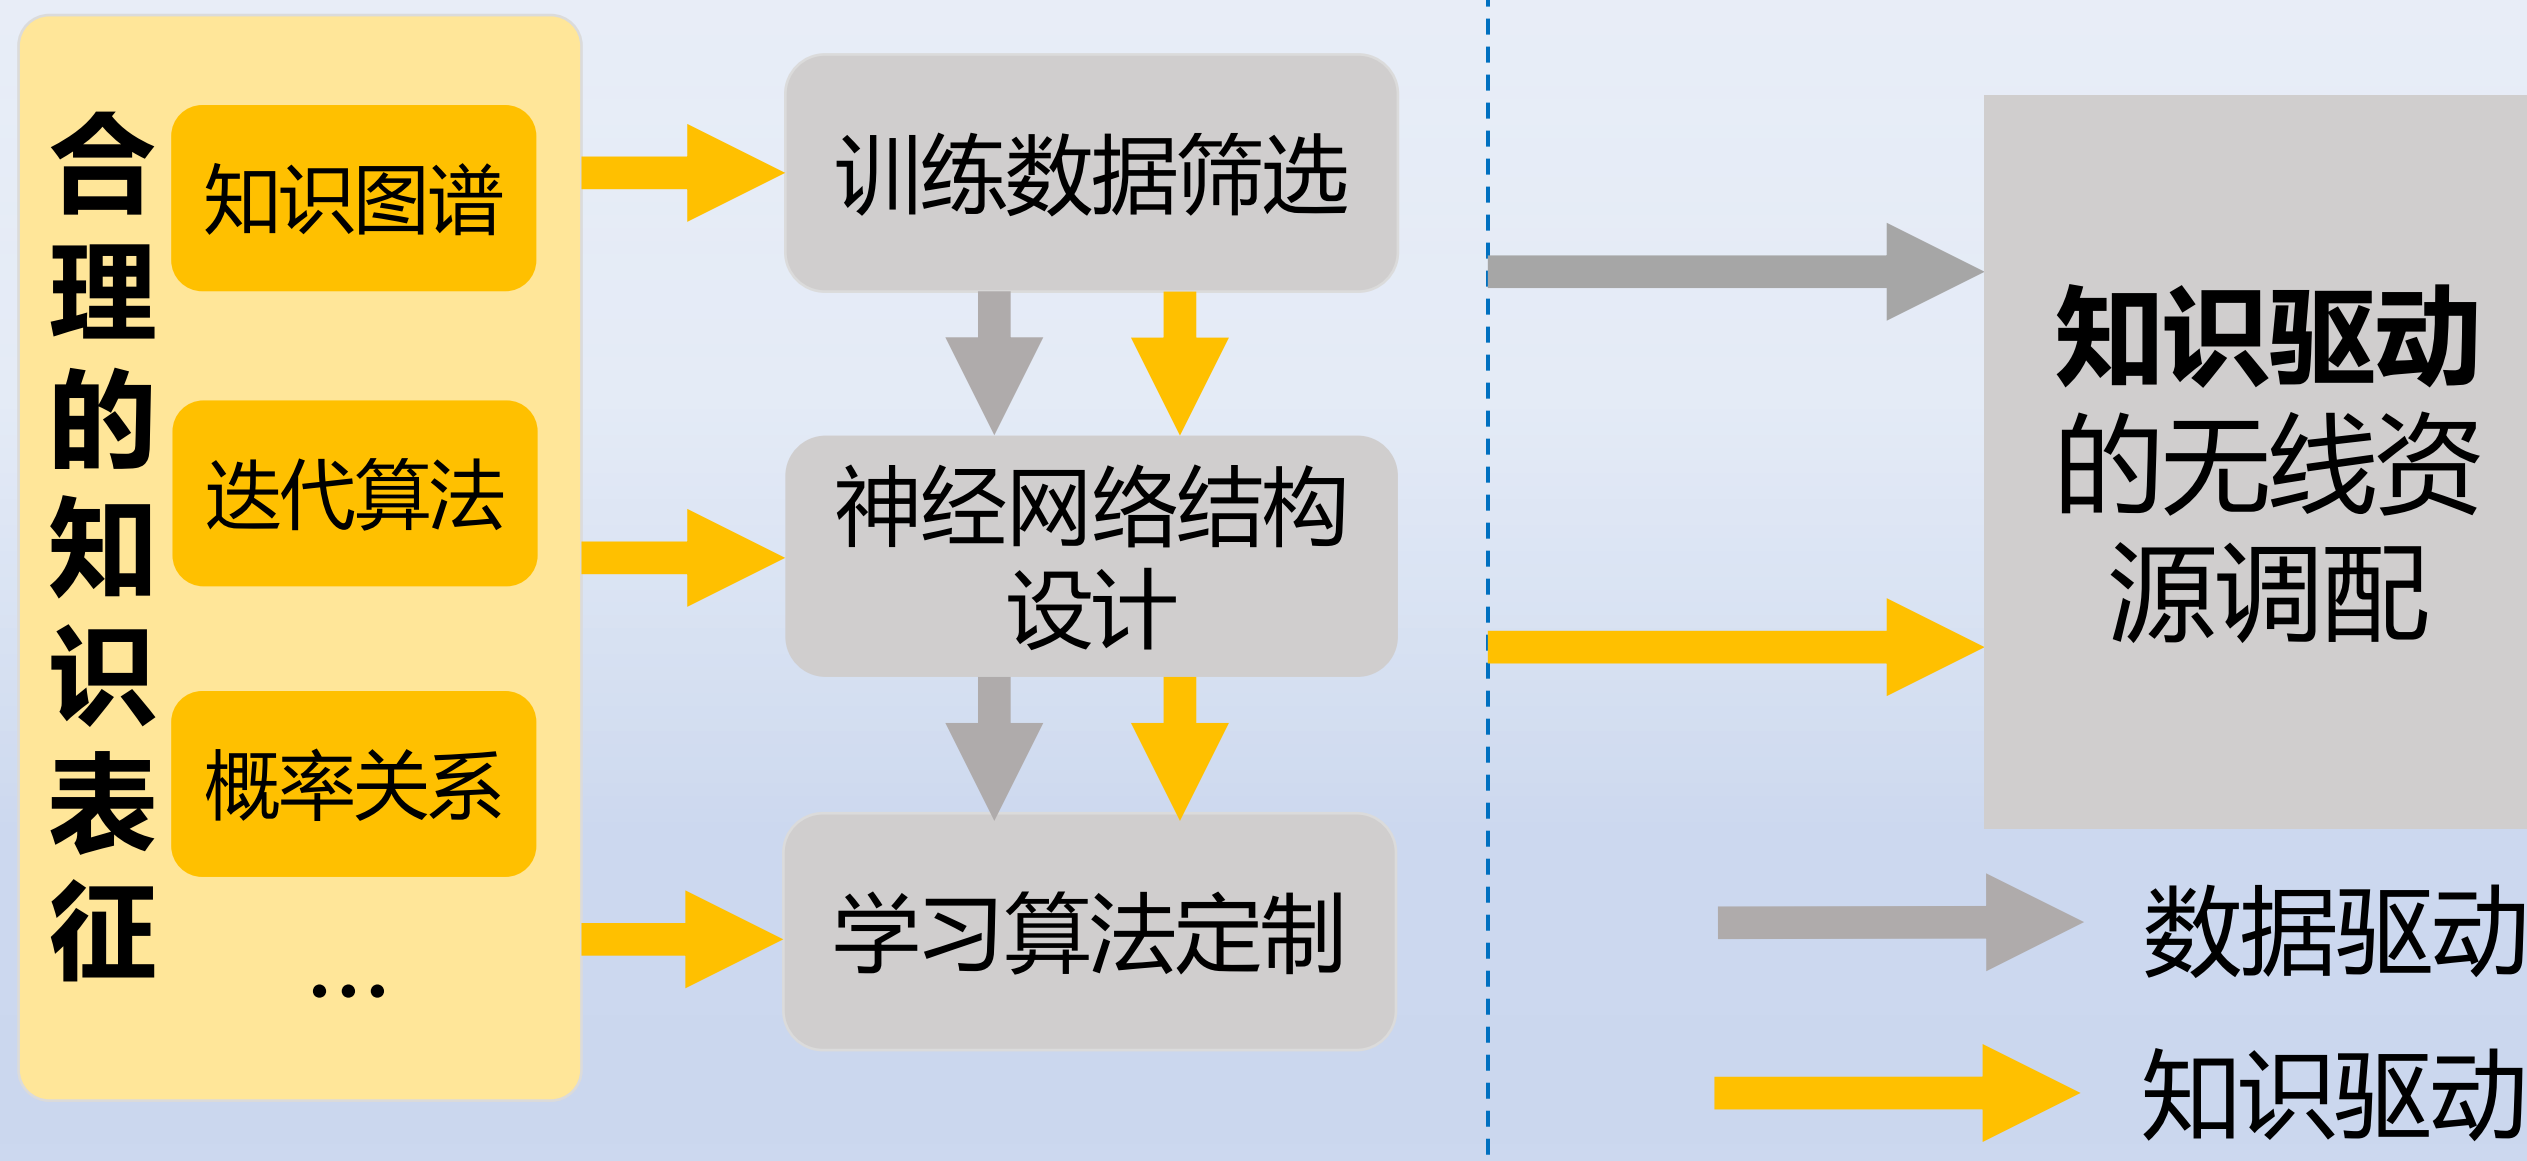 合理的知识表征
知识图谱
迭代算法
概率关系
...
训练数据筛选
神经网络结构
设计
学习算法定制
知识驱动
的无线资
源调配
数据驱动
知识驱动